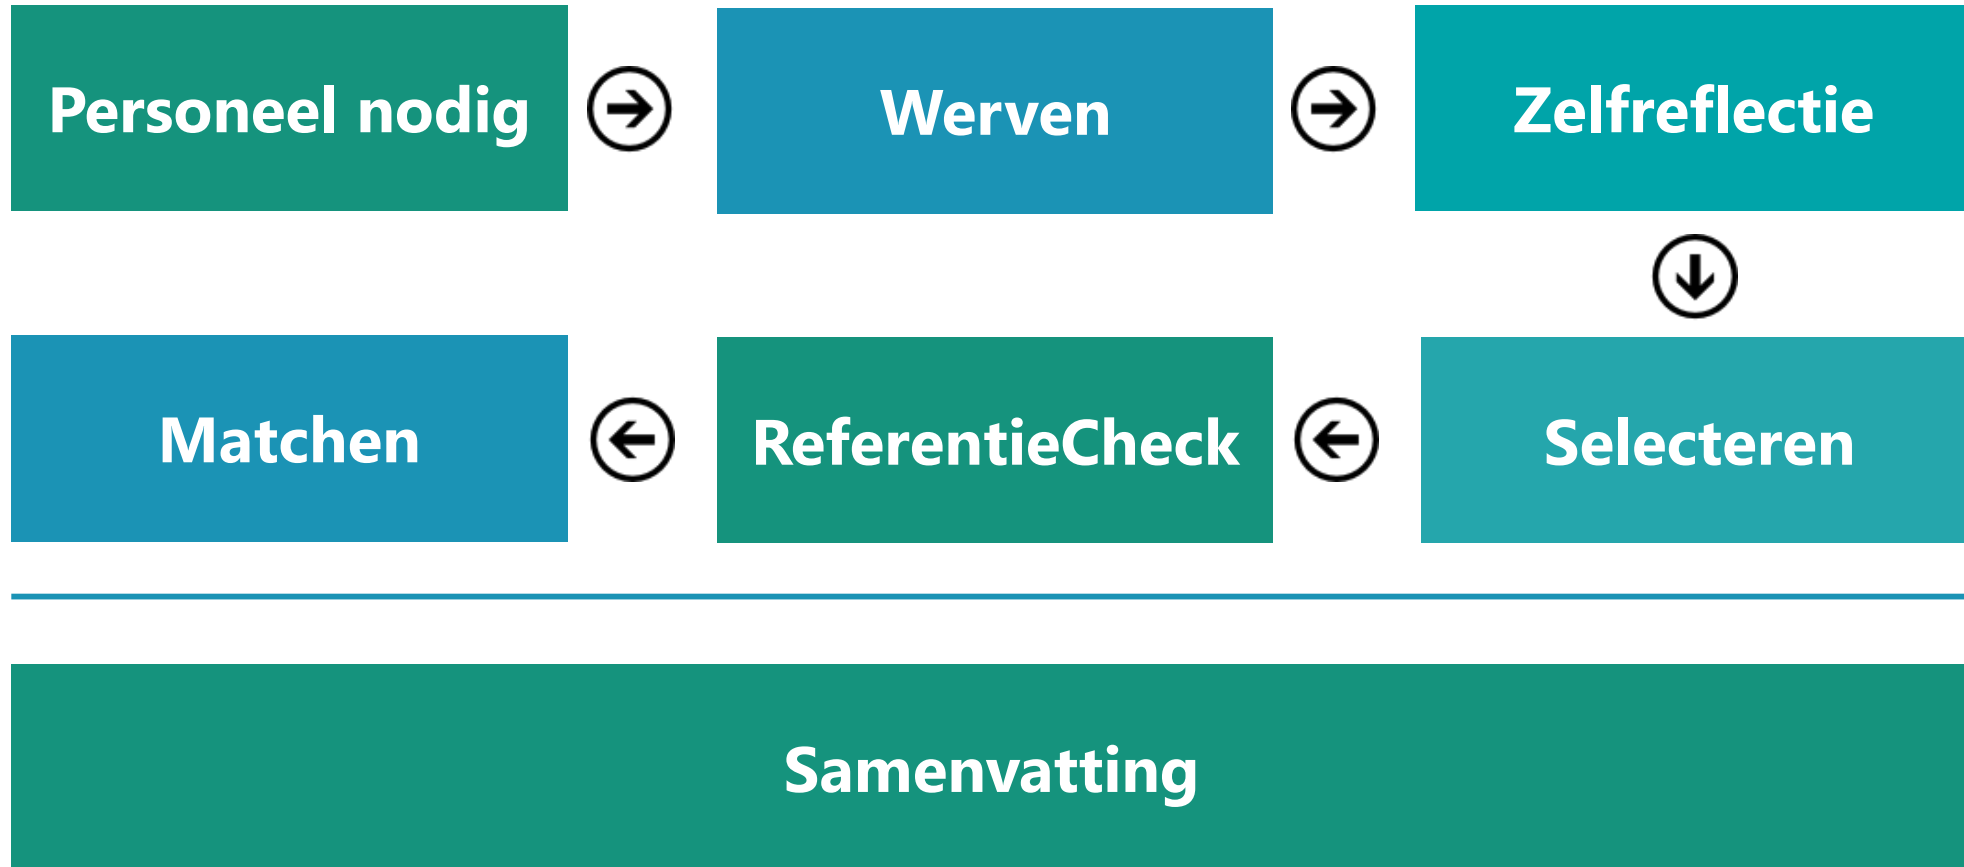 Personeel nodig
Werven
Zelfreflectie
Matchen
ReferentieCheck
Selecteren
Samenvatting